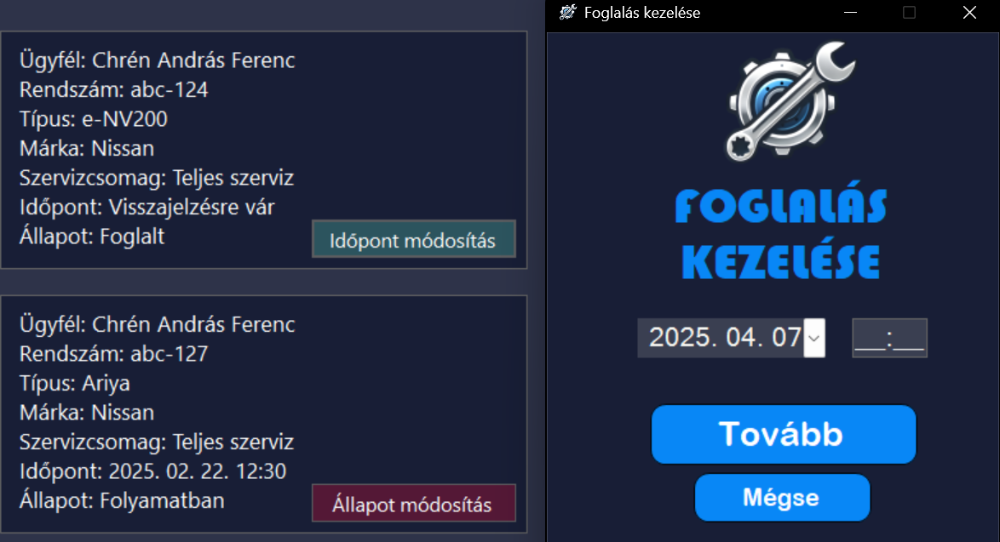 Ügyfél: Chrén András Ferenc
Rendszám: abc-124
Típus: e-NV200
Márka: Nissan
Szervizcsomag: Teljes szerviz
Időpont: Visszajelzésre vár
Állapot: Foglalt
Időpont módosítás
Ügyfél: Chrén András Ferenc
Rendszám: abc-127
Típus: Ariya
Márka: Nissan
Szervizcsomag: Teljes szerviz
Időpont: 2025. 02. 22. 12:30
Állapot: Folyamatban
Állapot módosítás
Foglalás kezelése
FOGLALÁS
KEZELÉSE
2025. 04. 07 __:__
Tovább
Mégse